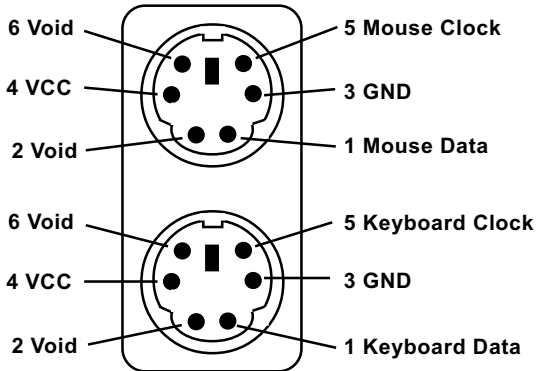 6 Void
5 Mouse Clock
4 VCC
3 GND
2 Void
1 Mouse Data
6 Void
5 Keyboard Clock
4 VCC
3 GND
2 Void
1 Keyboard Data